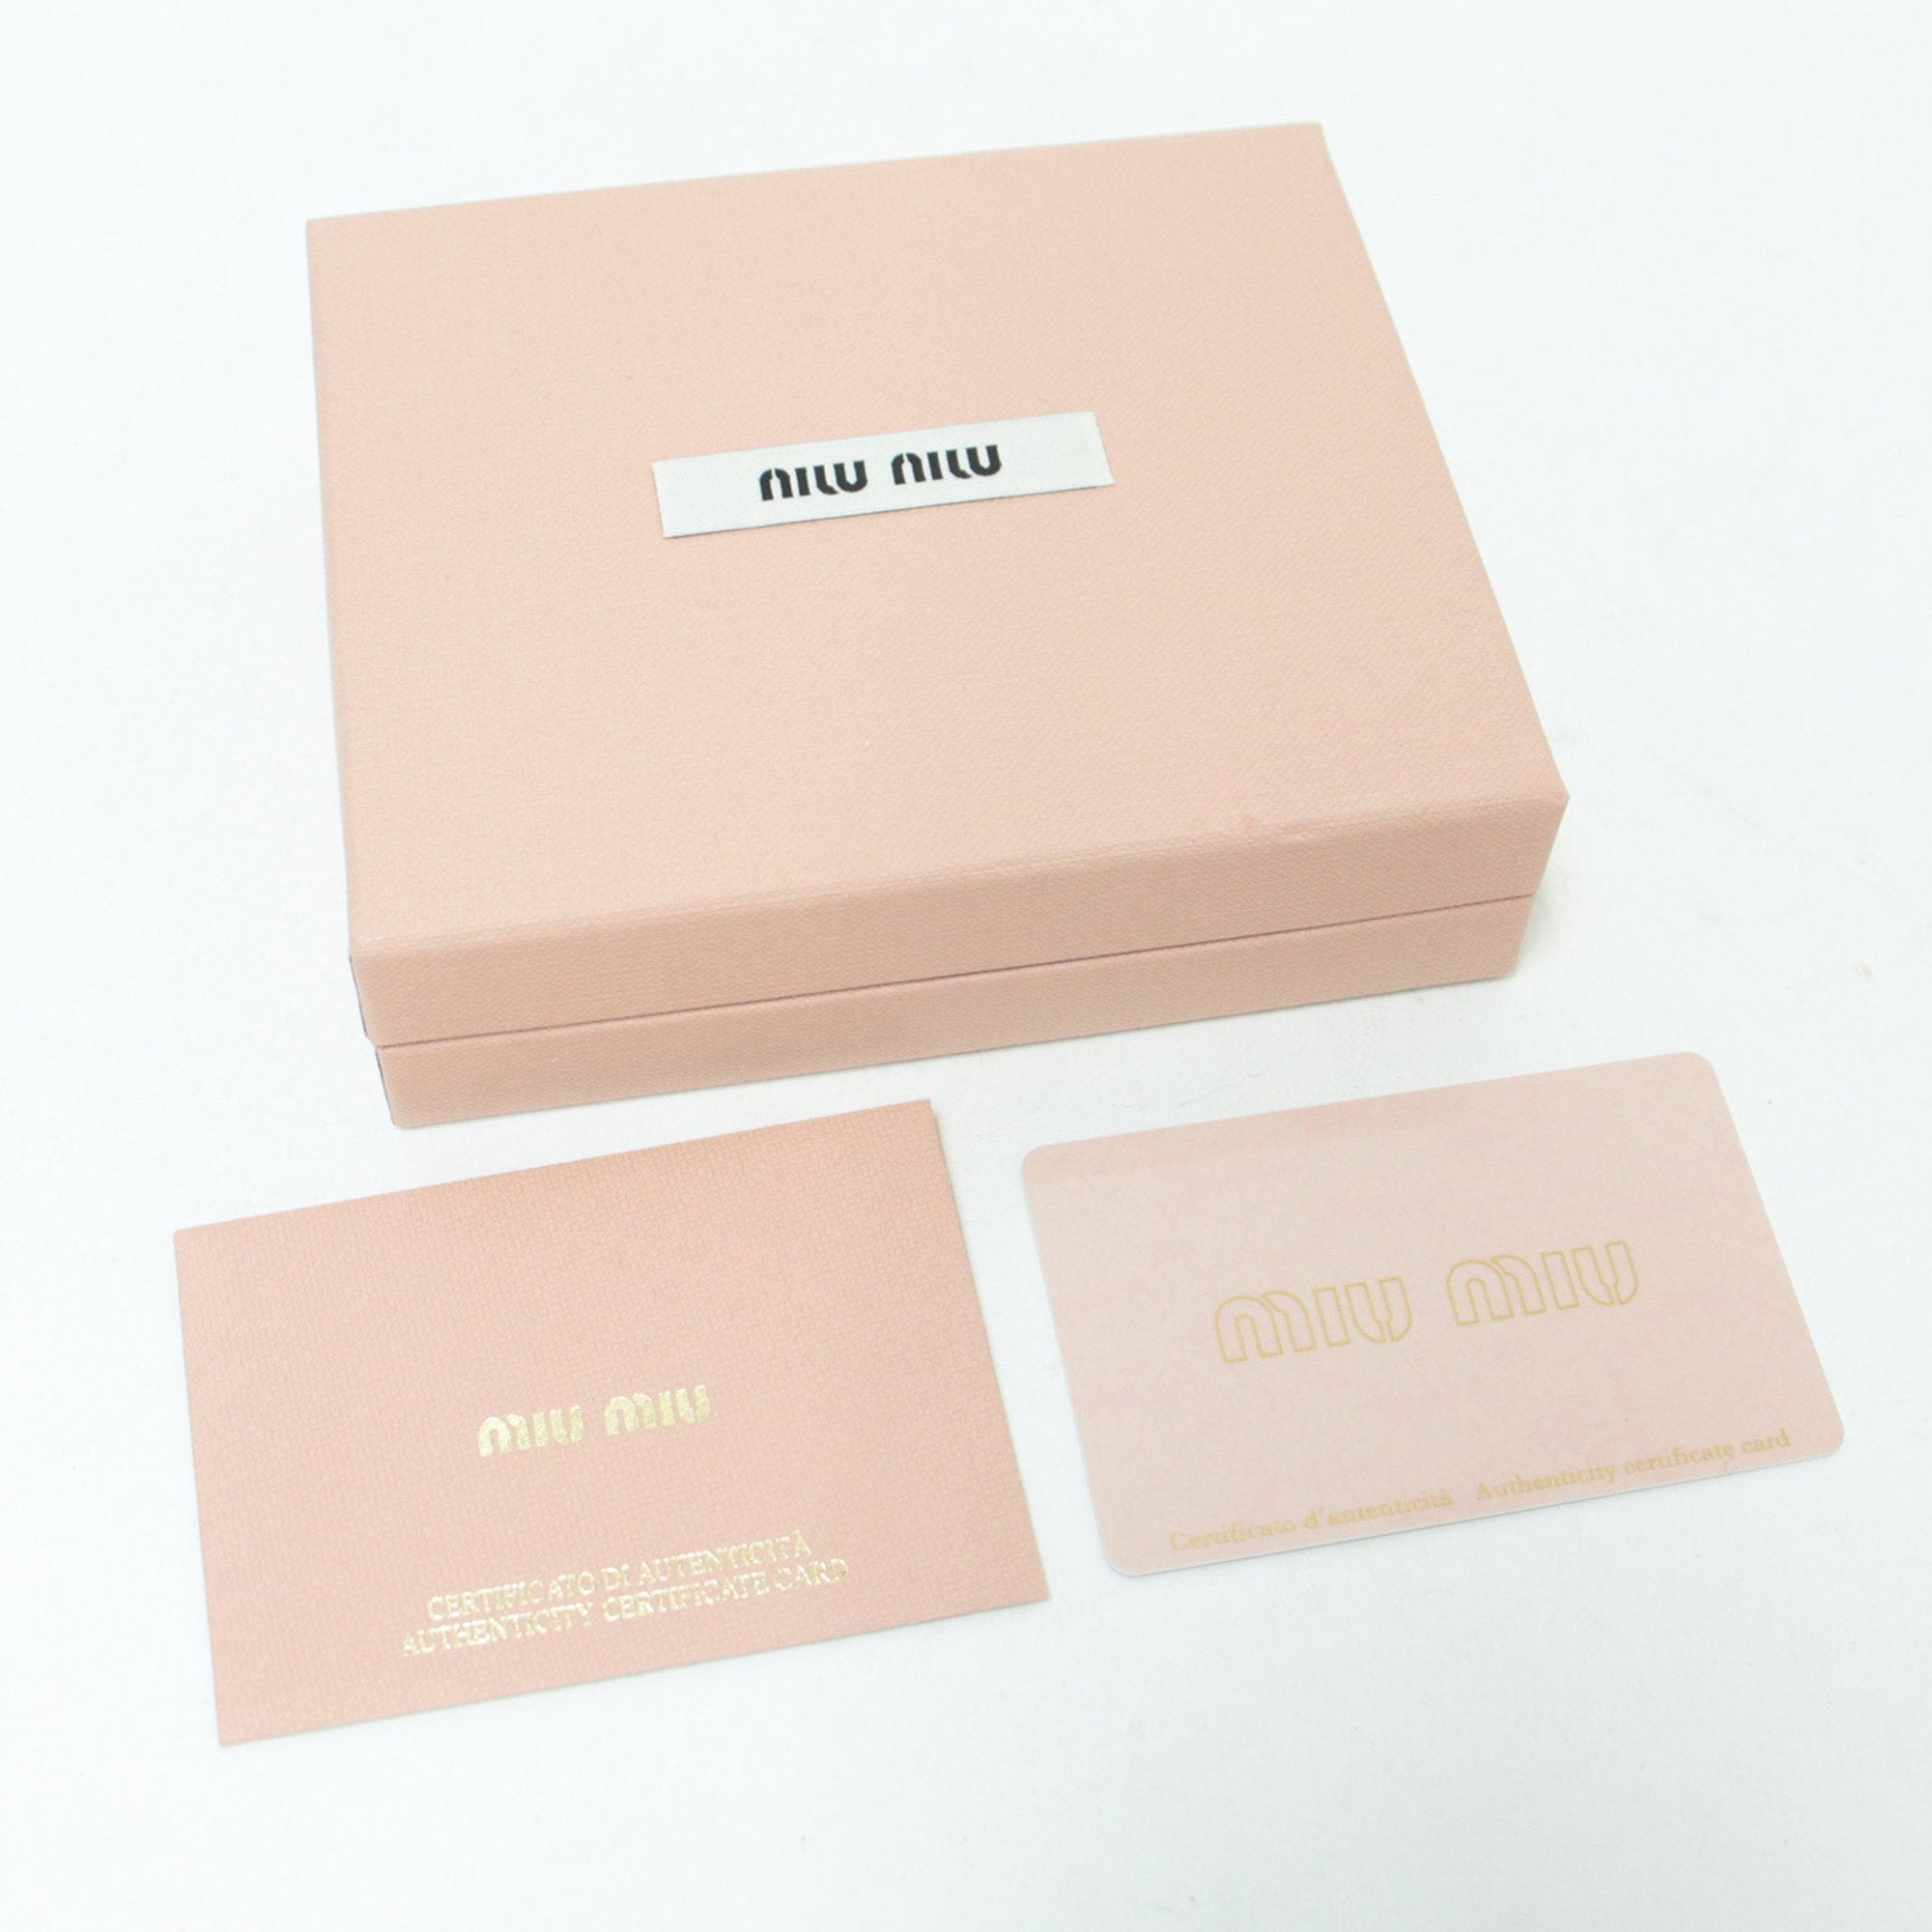 miu miu
miu miu
CERTIFICATO DI AUTENTICITÀ
AUTHENTICITY CERTIFICATE CARD
miu miu
Certificato d'autenticità Authenticity certificate card